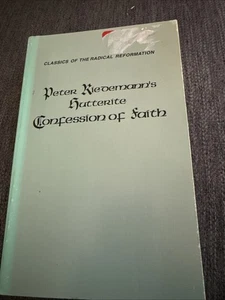 CLASSICS OF THE RADICAL REFORMATION
Peter Riedemann's
Hutterite
Confession of Faith